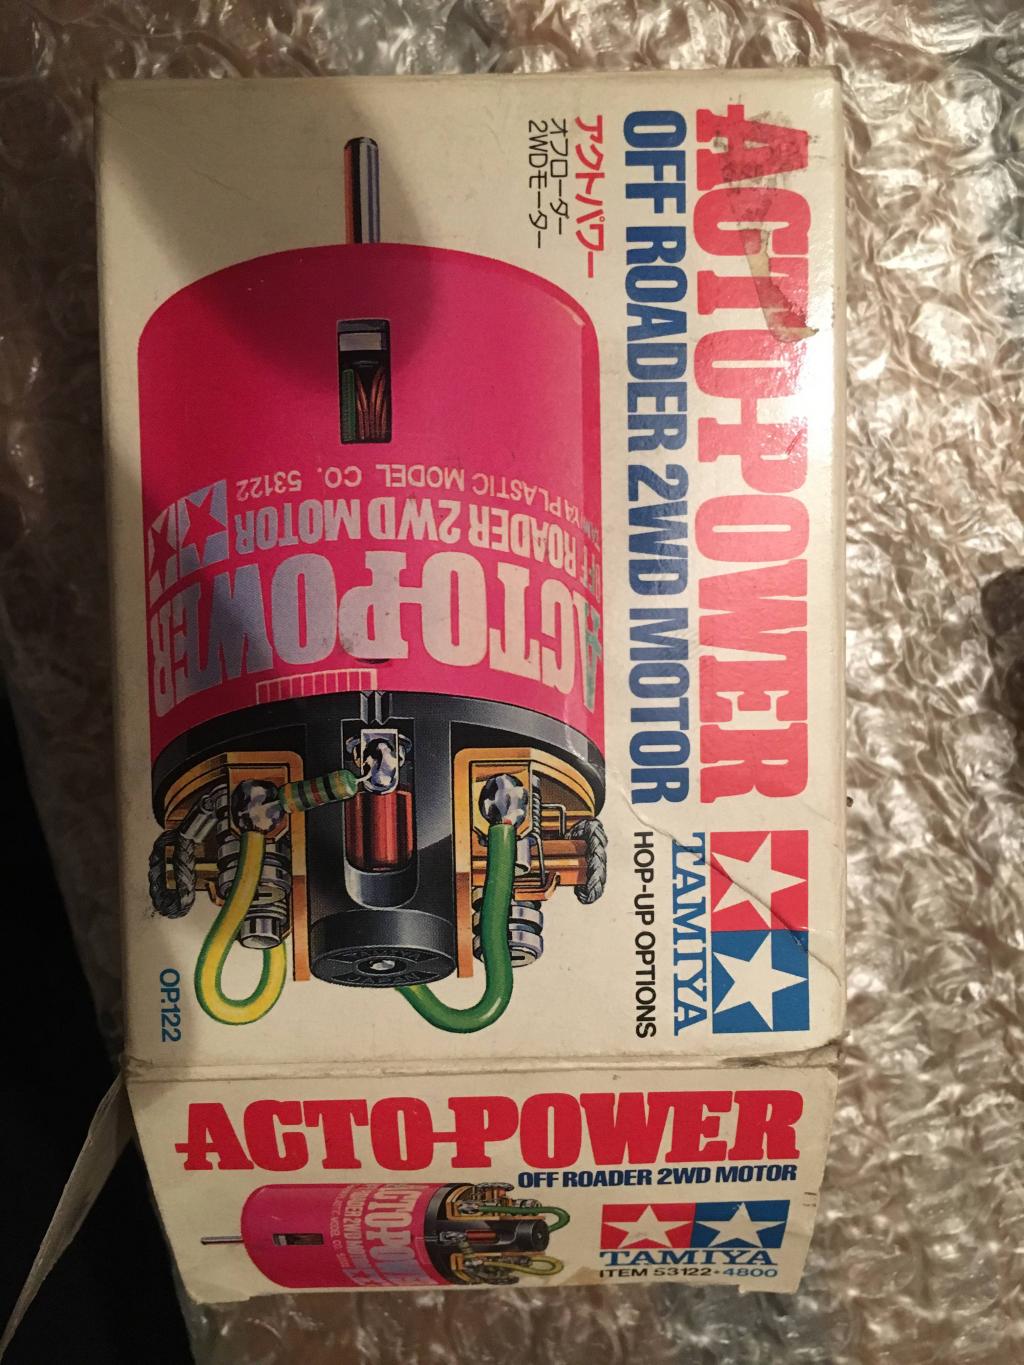 ACTO-POWER
OFF ROADER 2WD MOTOR
アクトパワー
オフローダー
2WDモーター
TAMIYA
HOP-UP OPTIONS
ACTO-POWER
OFF ROADER 2WD MOTOR
TAMIYA PLASTIC MODEL CO. 53122
OP.122
ACTO-POWER
OFF ROADER 2WD MOTOR
TAMIYA
ITEM 53122•4800